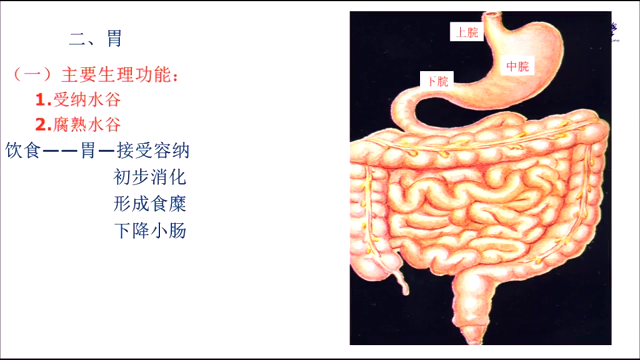 二、胃
（一）主要生理功能：
1.受纳水谷
2.腐熟水谷
饮食——胃—接受容纳
初步消化
形成食糜
下降小肠
上脘
中脘
下脘